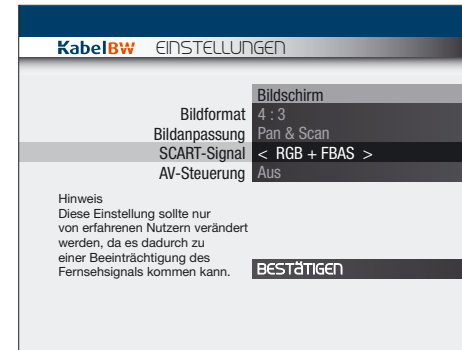 KabelBW EINSTELLUNGEN
Bildschirm
Bildformat 4 : 3
Bildanpassung Pan & Scan
SCART-Signal < RGB + FBAS >
AV-Steuerung Aus
Hinweis
Diese Einstellung sollte nur
von erfahrenen Nutzern verändert
werden, da es dadurch zu
einer Beeinträchtigung des
Fernsehsignals kommen kann.
BESTÄTIGEN